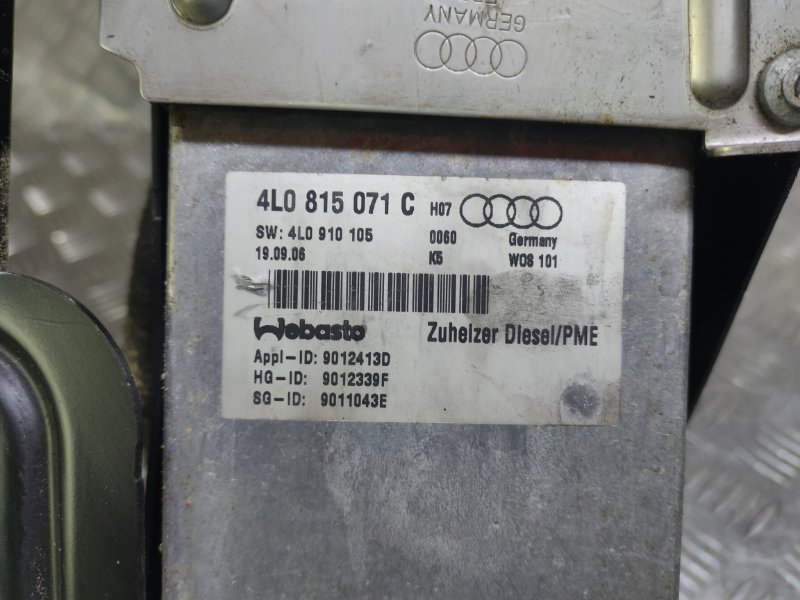 GERMANY
4L0 815 071 C H07
SW: 4L0 910 105 0060 Germany
19.09.06 K5 WOS 101
Webasto Zuheizer Diesel/PME
Appl-ID: 9012413D
HG-ID: 9012339F
SG-ID: 9011043E